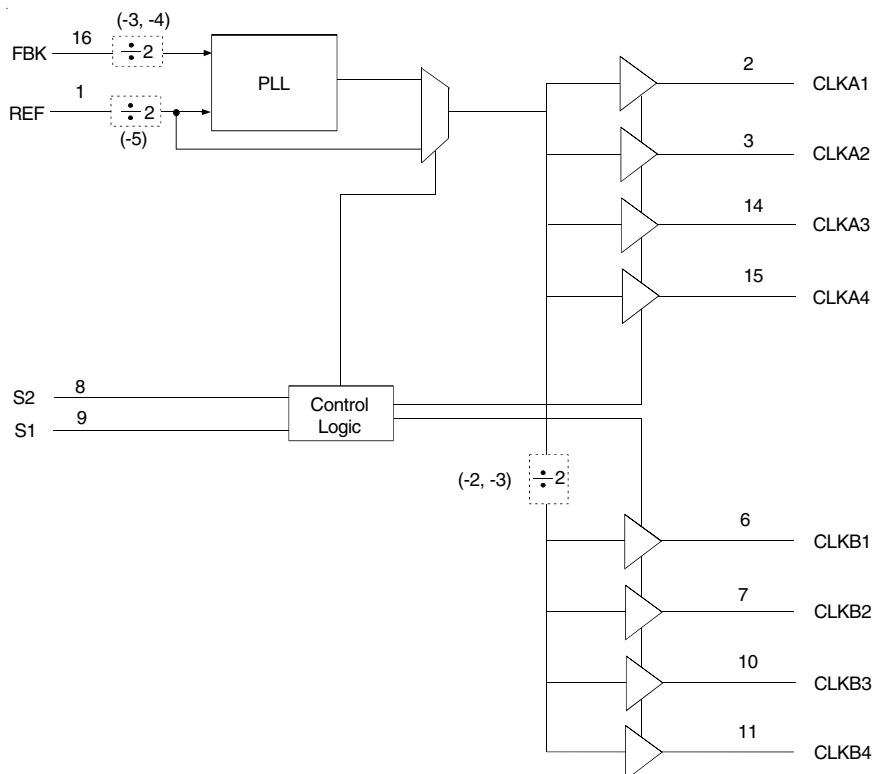 (-3, -4)
FBK 16 ÷ 2
PLL
REF 1 ÷ 2
(-5)
2 CLKA1
3 CLKA2
14 CLKA3
15 CLKA4
S2 8
S1 9
Control
Logic
(-2, -3) ÷ 2
6 CLKB1
7 CLKB2
10 CLKB3
11 CLKB4